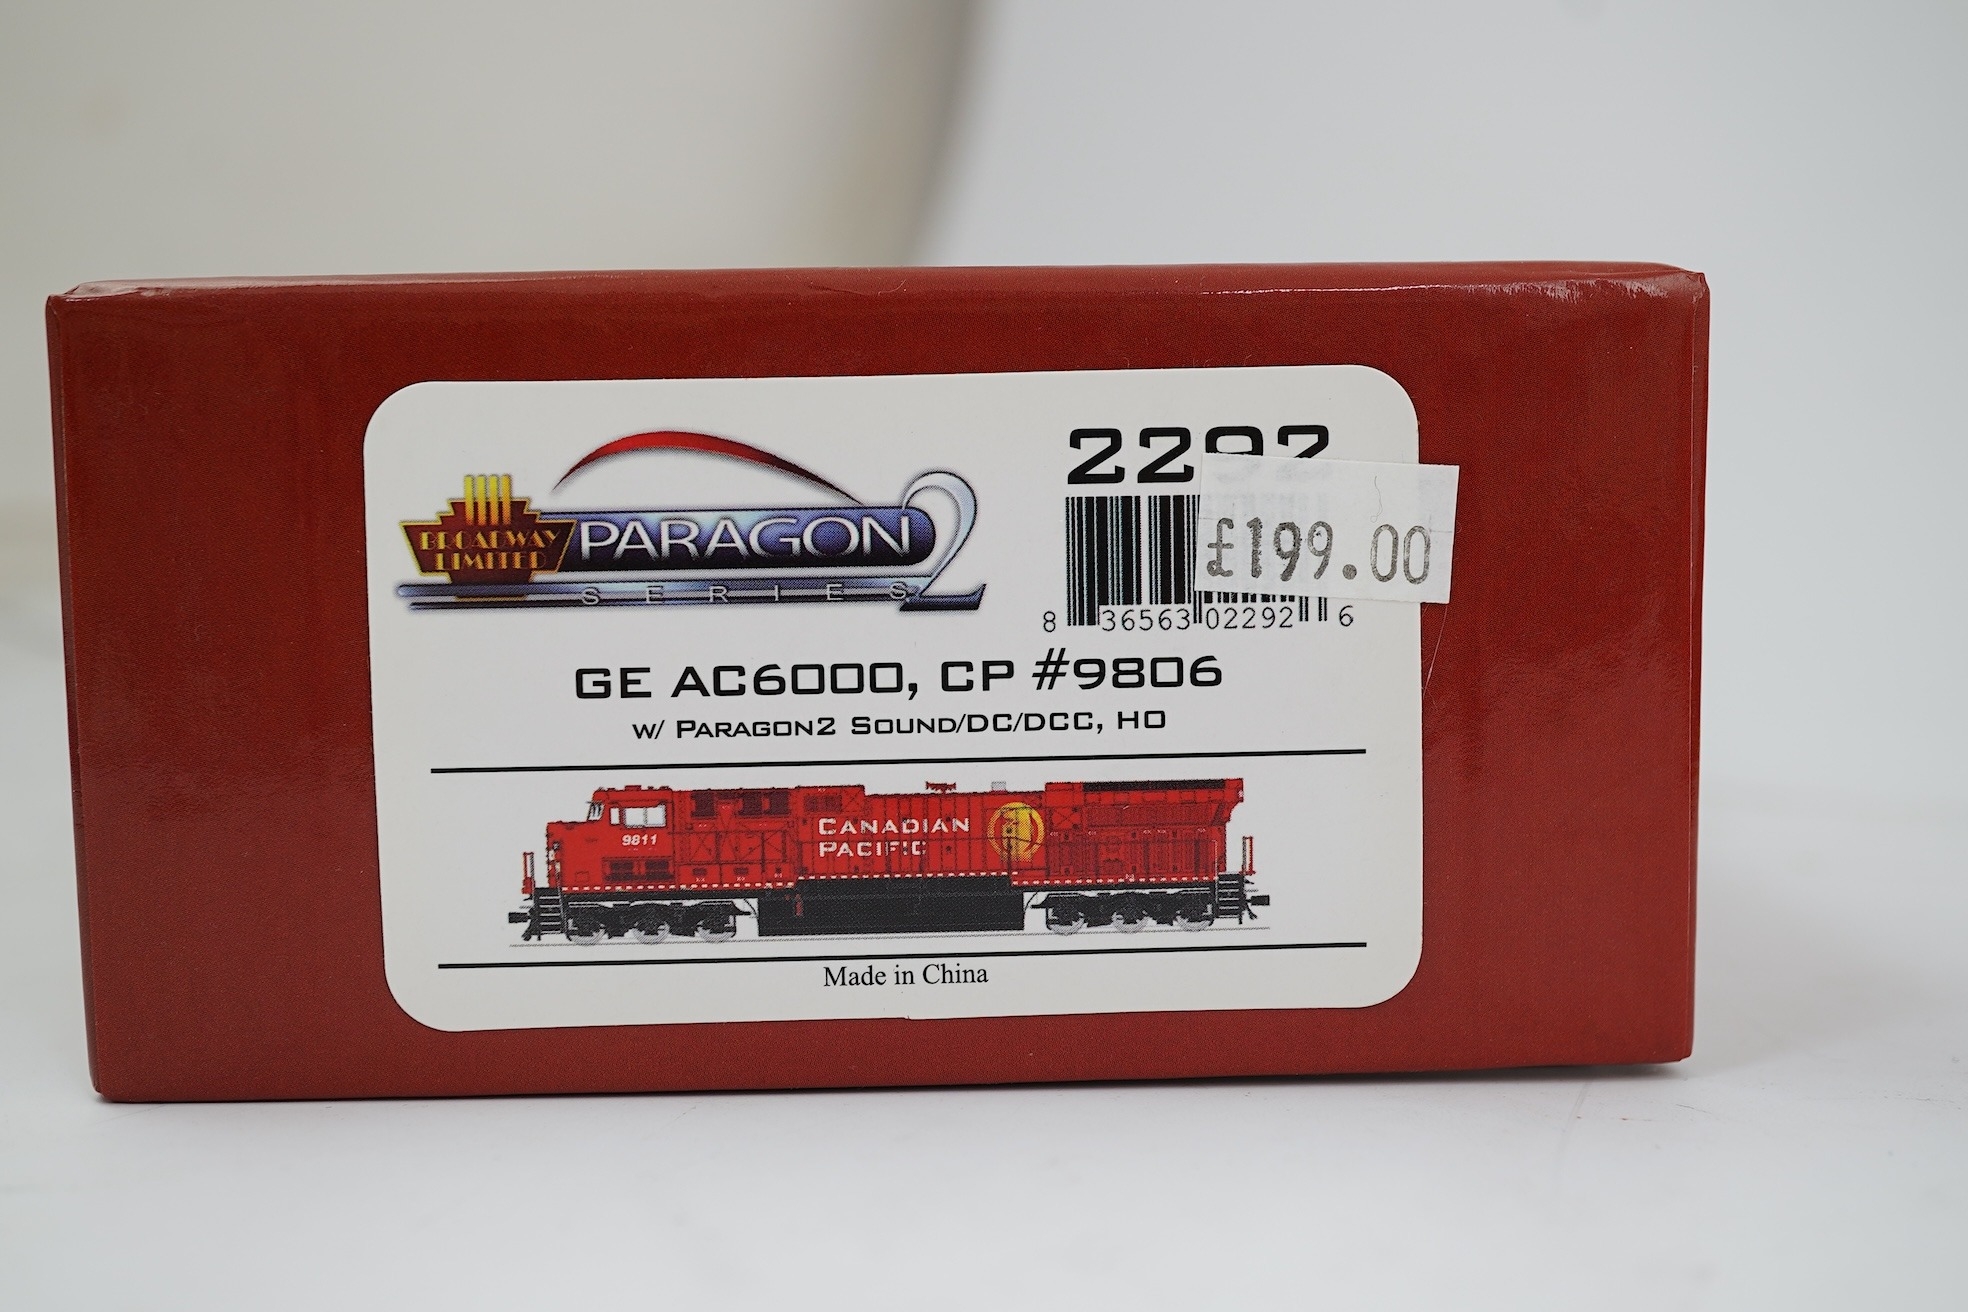 BROADWAY
LIMITED
PARAGON 2
SERIES
2292
£199.00
8 36563 02292 6
GE AC6000, CP #9806
W/ PARAGON2 SOUND/DC/DCC, HO
9811
CANADIAN
PACIFIC
Made in China